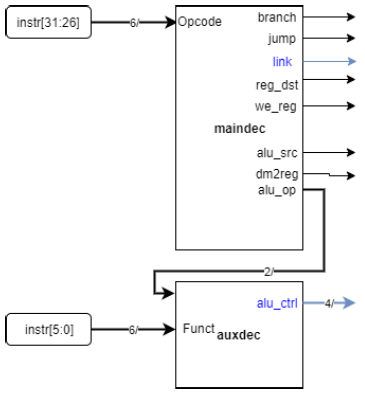 instr[31:26]
6/
Opcode
branch
jump
link
reg_dst
we_reg
maindec
alu_src
dm2reg
alu_op
2/
alu_ctrl
4/
instr[5:0]
6/
Funct
auxdec